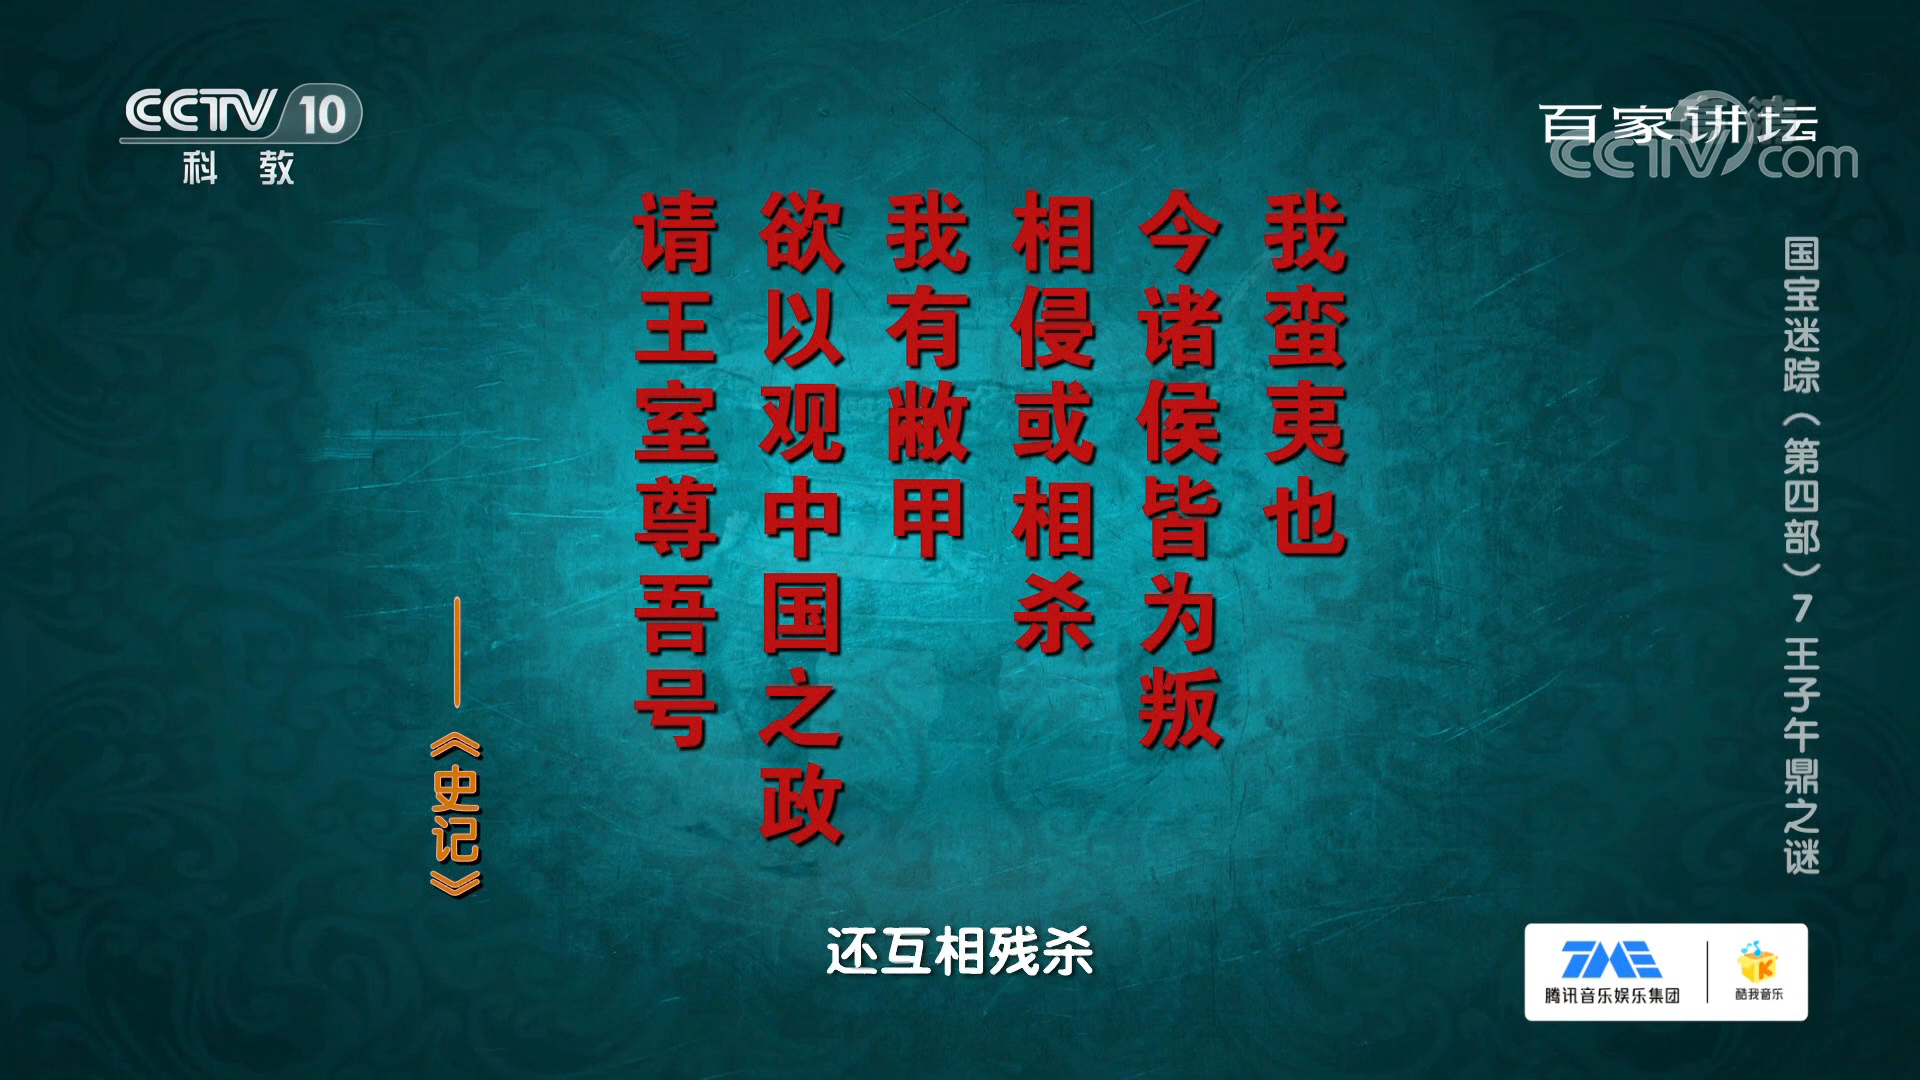 CCTV 10
科 教
百家讲坛
CCTV.com
我蛮夷也
今诸侯皆为叛
相侵或相杀
我有敝甲
欲以观中国之政
请王室尊吾号
——《史记》
国宝迷踪（第四部）7 王子午鼎之谜
还互相残杀
TME
腾讯音乐娱乐集团
K
酷我音乐